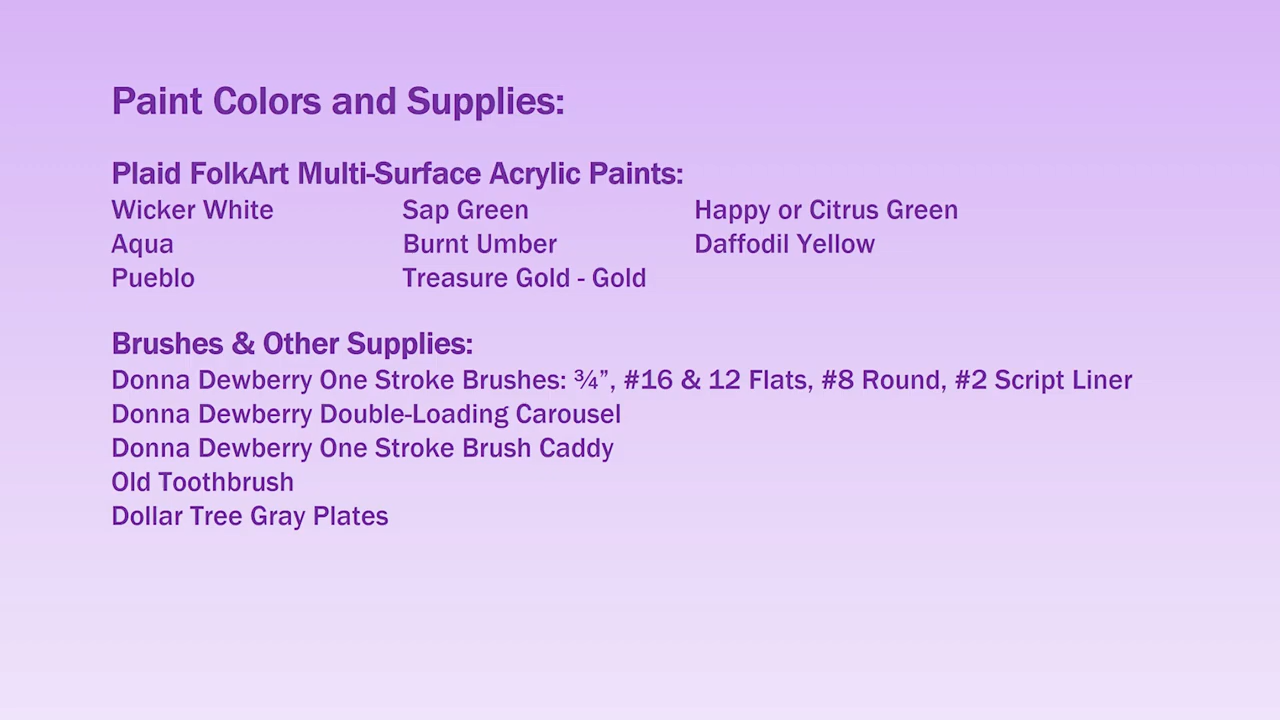 Paint Colors and Supplies:
Plaid FolkArt Multi-Surface Acrylic Paints:
Wicker White Sap Green Happy or Citrus Green
Aqua Burnt Umber Daffodil Yellow
Pueblo Treasure Gold - Gold
Brushes & Other Supplies:
Donna Dewberry One Stroke Brushes: ¾”, #16 & 12 Flats, #8 Round, #2 Script Liner
Donna Dewberry Double-Loading Carousel
Donna Dewberry One Stroke Brush Caddy
Old Toothbrush
Dollar Tree Gray Plates